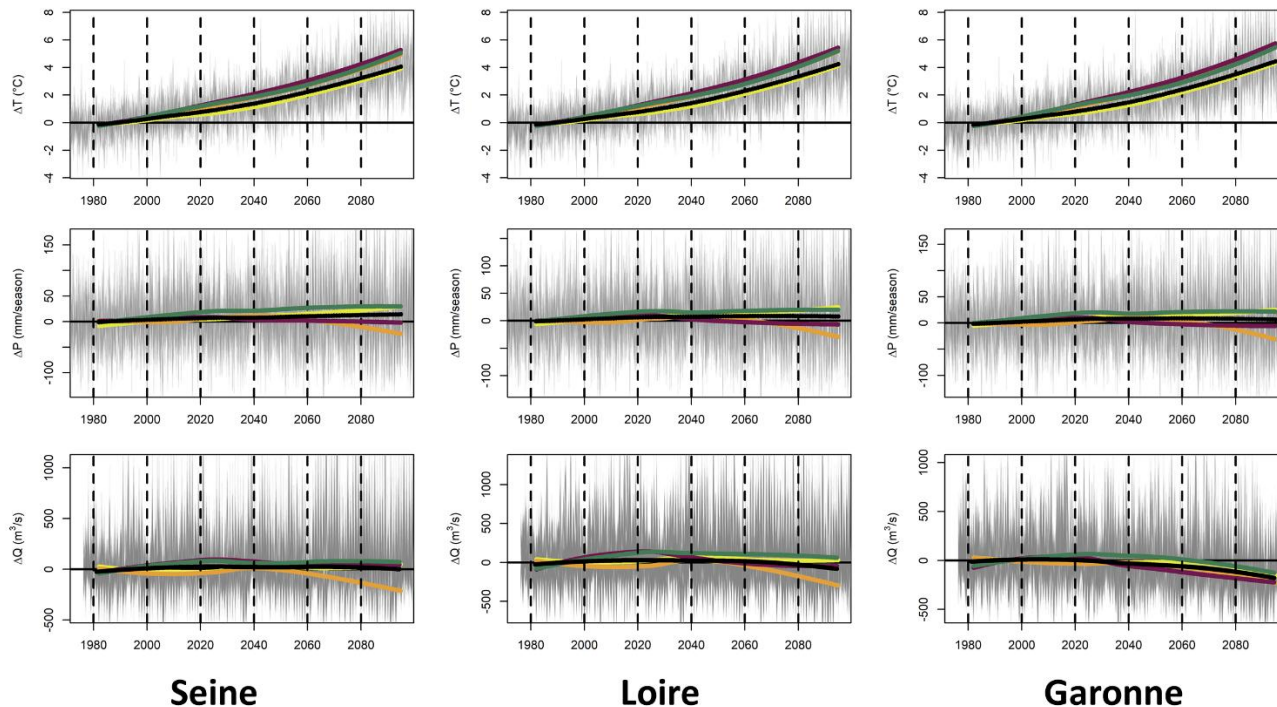 8 8 8
6 6 6
4 4 4
2 2 2
0 0 0
-2 -2 -2
-4 -4 -4
ΔT (°C) ΔT (°C) ΔT (°C)
1980 2000 2020 2040 2060 2080 1980 2000 2020 2040 2060 2080 1980 2000 2020 2040 2060 2080
150 150 150
100 100
50 50 50
0 0 0
-100 -100 -100
ΔP (mm/season) ΔP (mm/season) ΔP (mm/season)
1980 2000 2020 2040 2060 2080 1980 2000 2020 2040 2060 2080 1980 2000 2020 2040 2060 2080
1000 1000 1000
500 500 500
0 0 0
-500 -500 -500
ΔQ (m³/s) ΔQ (m³/s) ΔQ (m³/s)
1980 2000 2020 2040 2060 2080 1980 2000 2020 2040 2060 2080 1980 2000 2020 2040 2060 2080
Seine Loire Garonne